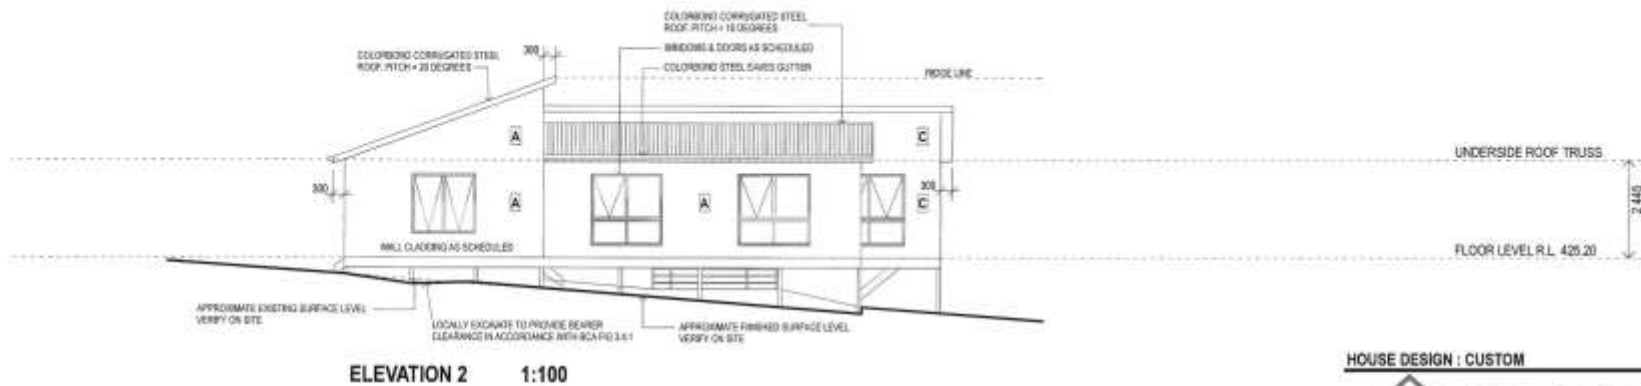 COLORBOND CORRUGATED STEEL
ROOF. PITCH = 10 DEGREES
WINDOWS & DOORS AS SCHEDULED
COLORBOND STEEL EAVES GUTTER
COLORBOND CORRUGATED STEEL
ROOF. PITCH = 20 DEGREES
300
RIDGE LINE
A
C
UNDERSIDE ROOF TRUSS
300
A
A
300
C
2 445
WALL CLADDING AS SCHEDULED
FLOOR LEVEL R.L. 425.20
APPROXIMATE EXISTING SURFACE LEVEL
VERIFY ON SITE
LOCALLY EXCAVATE TO PROVIDE BEARER
CLEARANCE IN ACCORDANCE WITH BCA FIG 3.4.1
APPROXIMATE FINISHED SURFACE LEVEL
VERIFY ON SITE
ELEVATION 2 1:100
HOUSE DESIGN : CUSTOM